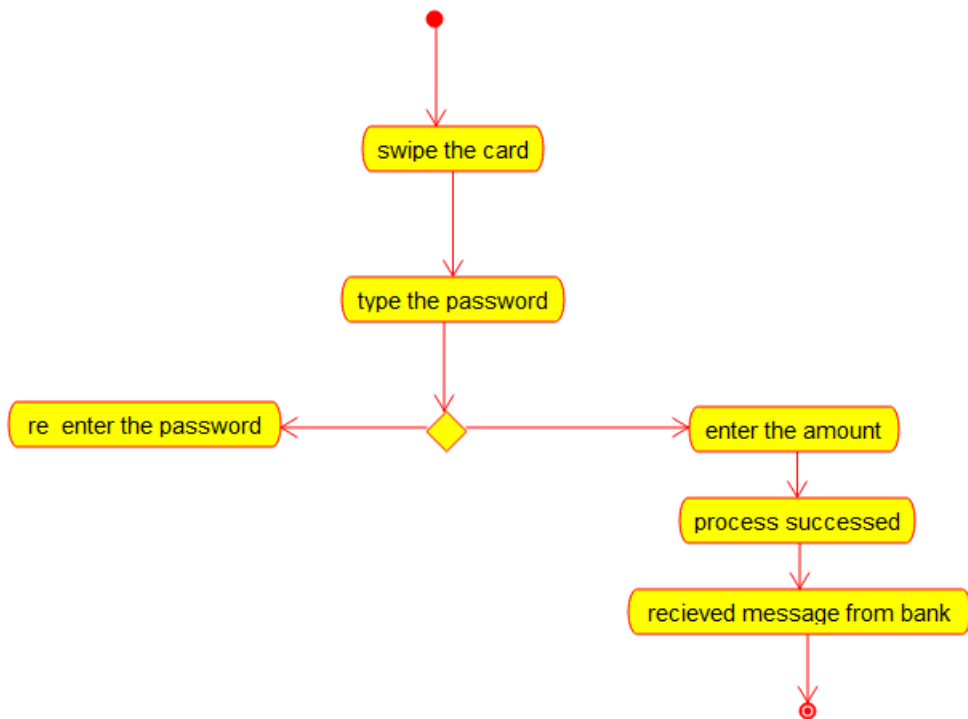 swipe the card
type the password
re  enter the password
enter the amount
process successed
recieved message from bank